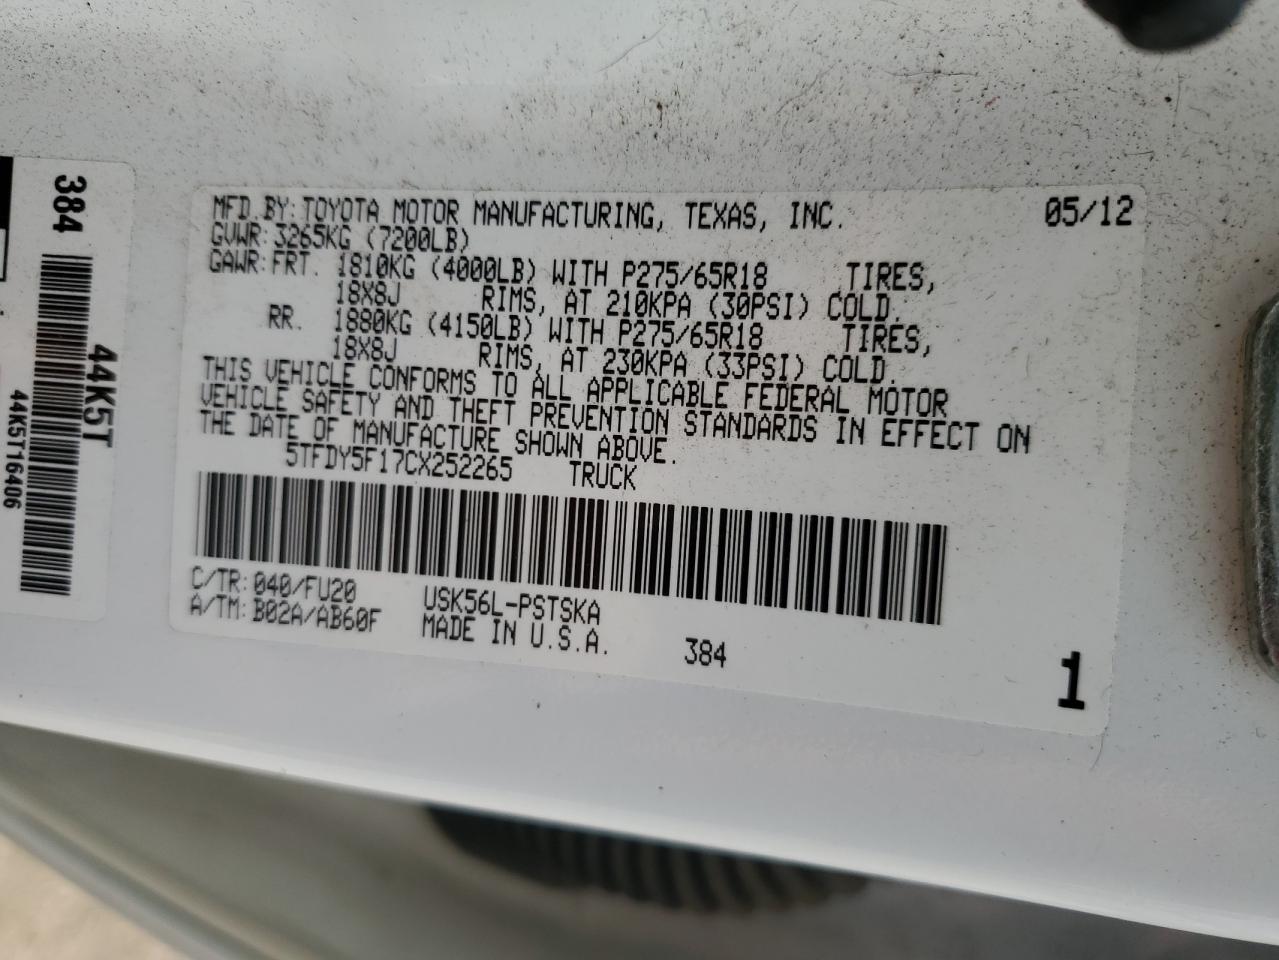 MFD.BY:TOYOTA MOTOR MANUFACTURING, TEXAS, INC. 05/12
GVWR:3265KG (7200LB)
GAWR:FRT. 1810KG (4000LB) WITH P275/65R18 TIRES,
18X8J RIMS, AT 210KPA (30PSI) COLD.
RR. 1880KG (4150LB) WITH P275/65R18 TIRES,
18X8J RIMS, AT 230KPA (33PSI) COLD.
THIS VEHICLE CONFORMS TO ALL APPLICABLE FEDERAL MOTOR
VEHICLE SAFETY AND THEFT PREVENTION STANDARDS IN EFFECT ON
THE DATE OF MANUFACTURE SHOWN ABOVE.
5TFDY5F17CX252265 TRUCK
C/TR:040/FU20 USK56L-PSTSKA
A/TM:B02A/AB60F MADE IN U.S.A. 384
1
384
44K5T
44K5T16406